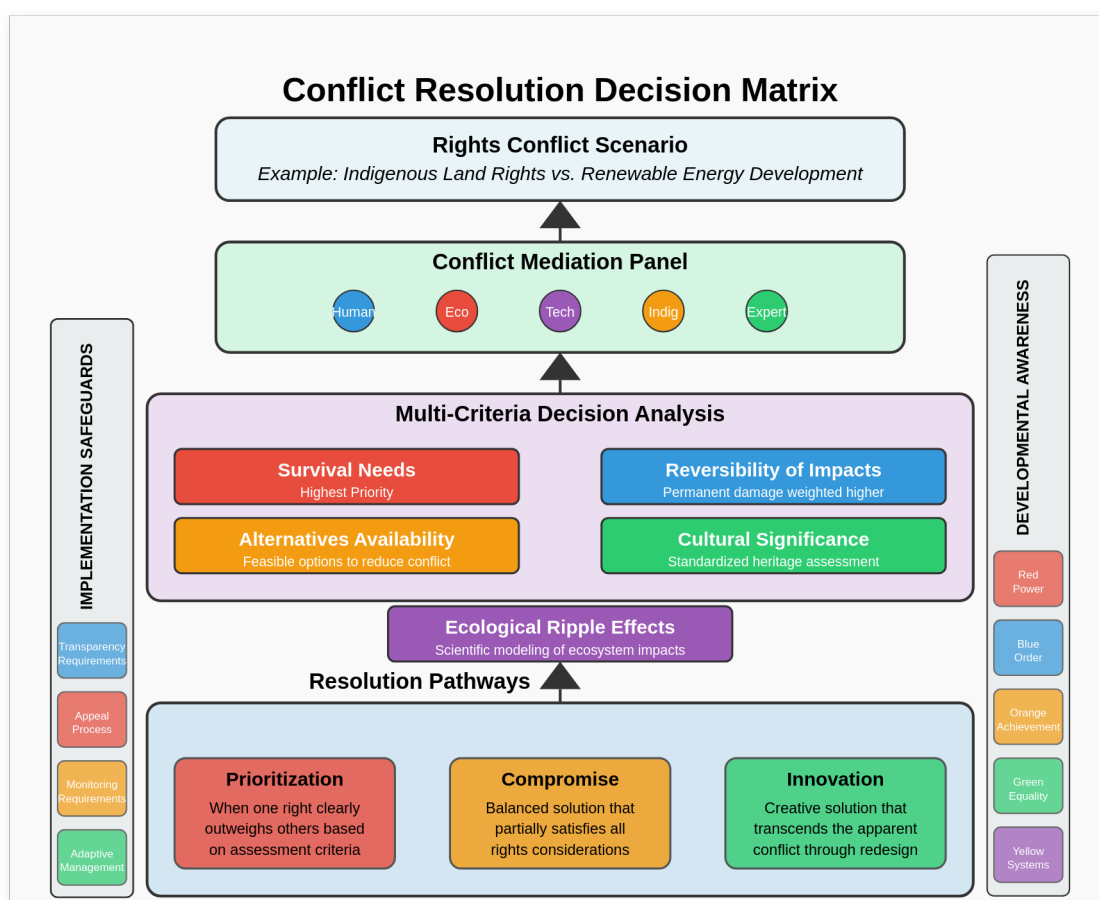 Conflict Resolution Decision Matrix
Rights Conflict Scenario
Example: Indigenous Land Rights vs. Renewable Energy Development
Conflict Mediation Panel
Human
Eco
Tech
Indig
Expert
Multi-Criteria Decision Analysis
Survival Needs
Highest Priority
Reversibility of Impacts
Permanent damage weighted higher
Alternatives Availability
Feasible options to reduce conflict
Cultural Significance
Standardized heritage assessment
Ecological Ripple Effects
Scientific modeling of ecosystem impacts
Resolution Pathways
Prioritization
When one right clearly
outweighs others based
on assessment criteria
Compromise
Balanced solution that
partially satisfies all
rights considerations
Innovation
Creative solution that
transcends the apparent
conflict through redesign
IMPLEMENTATION SAFEGUARDS
Transparency
Requirements
Appeal
Process
Monitoring
Requirements
Adaptive
Management
DEVELOPMENTAL AWARENESS
Red
Power
Blue
Order
Orange
Achievement
Green
Equality
Yellow
Systems